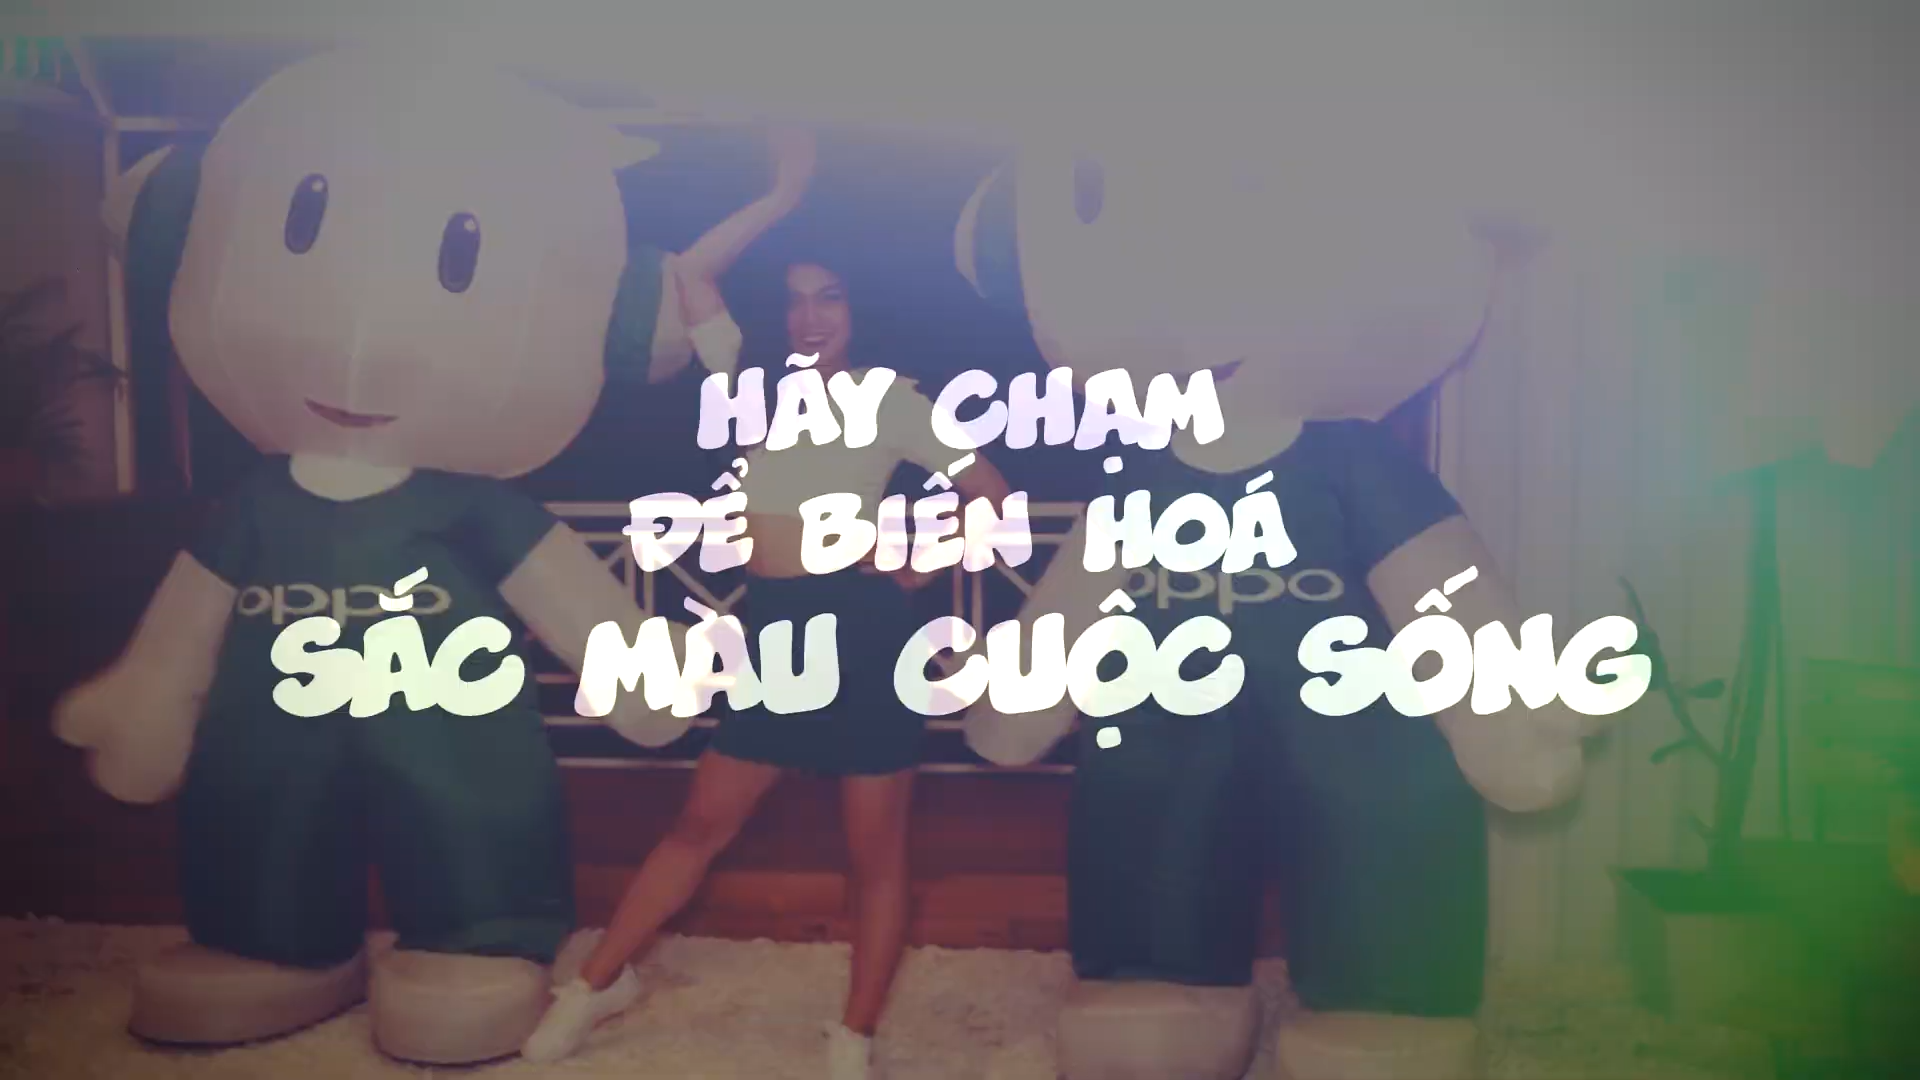 HÃY CHẠM
ĐỂ BIẾN HOÁ
oppo
oppo
SẮC MÀU CUỘC SỐNG